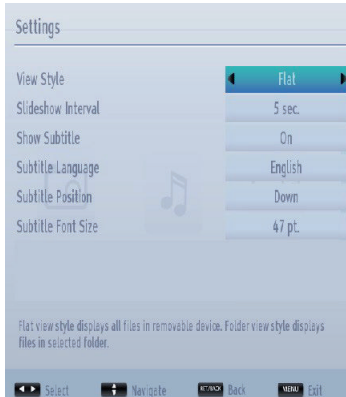 Settings
View Style Flat
Slideshow Interval 5 sec.
Show Subtitle On
Subtitle Language English
Subtitle Position Down
Subtitle Font Size 47 pt.
Flat view style displays all files in removable device. Folder view style displays
files in selected folder.
Select Navigate RET/BACK Back MENU Exit